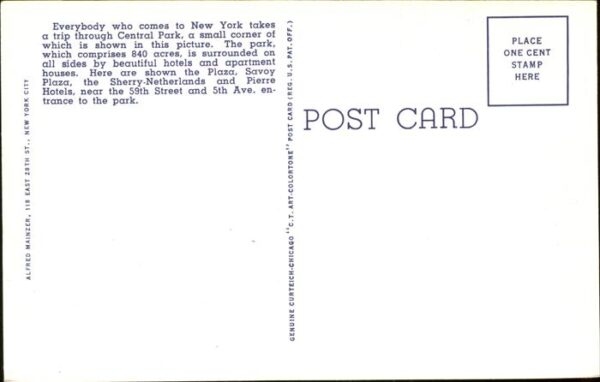 Everybody who comes to New York takes
a trip through Central Park, a small corner of
which is shown in this picture. The park,
which comprises 840 acres, is surrounded on
all sides by beautiful hotels and apartment
houses. Here are shown the Plaza, Savoy
Plaza, the Sherry-Netherlands and Pierre
Hotels, near the 59th Street and 5th Ave. en-
trance to the park.
ALFRED MAINZER, 118 EAST 28TH ST., NEW YORK CITY
GENUINE CURTEICH-CHICAGO "C.T. ART-COLORTONE" POST CARD (REG. U.S. PAT. OFF.)
POST CARD
PLACE
ONE CENT
STAMP
HERE